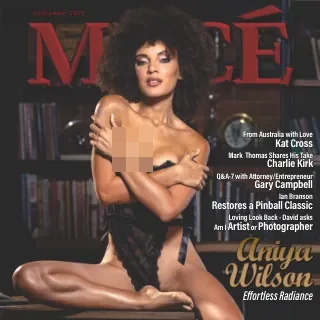 From Australia with Love
Kat Cross
Mark Thomas Shares His Take
Charlie Kirk
Q&A-7 with Attorney/Entrepreneur
Gary Campbell
Ian Branson
Restores a Pinball Classic
Loving Look Back - David asks
Am I Artist or Photographer
Aniya
Wilson
Effortless Radiance